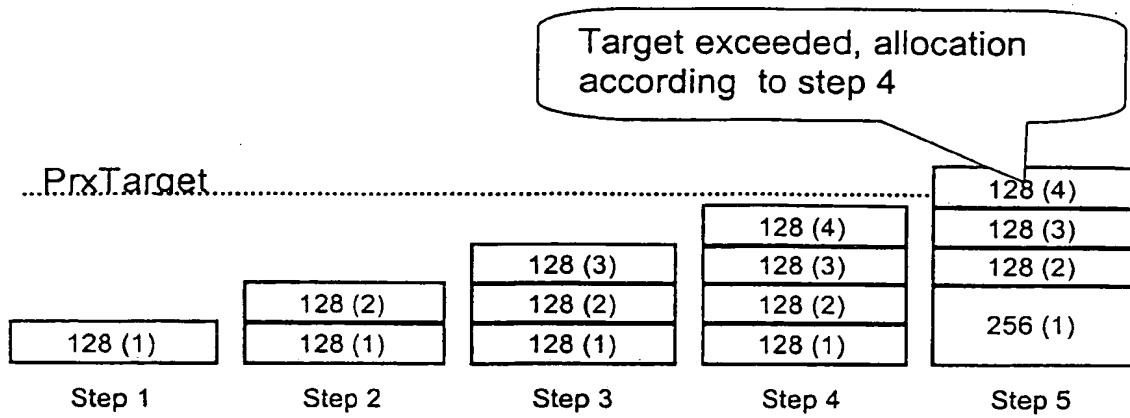 Target exceeded, allocation
according to step 4
PrxTarget
128 (4)
128 (4)
128 (3)
128 (3)
128 (3)
128 (2)
128 (2)
128 (2)
128 (2)
128 (1)
128 (1)
128 (1)
128 (1)
256 (1)
Step 1
Step 2
Step 3
Step 4
Step 5